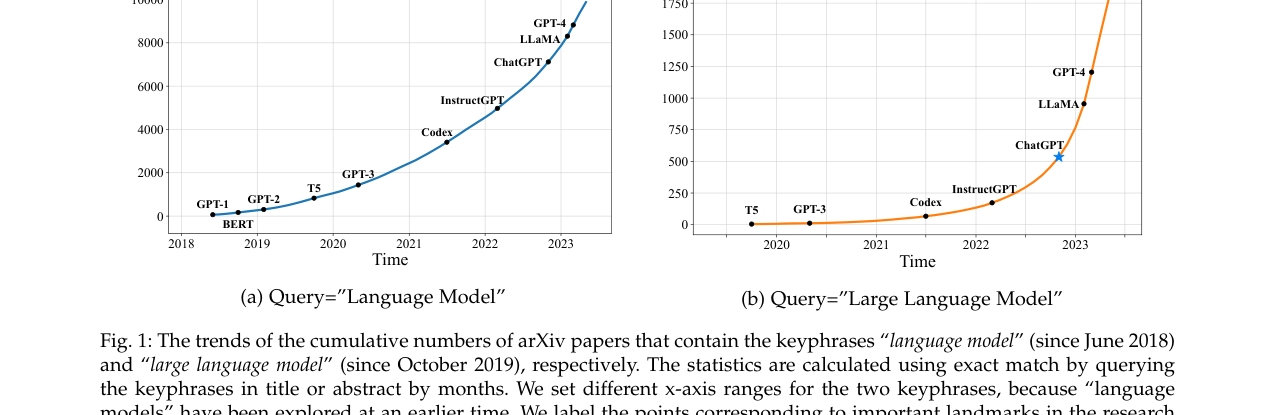 10000
8000
6000
4000
2000
0
GPT-4
LLaMA
ChatGPT
InstructGPT
Codex
GPT-3
T5
GPT-2
GPT-1
BERT
2018 2019 2020 2021 2022 2023
Time
(a) Query=”Language Model”
1750
1500
1250
1000
750
500
250
0
GPT-4
LLaMA
ChatGPT
InstructGPT
Codex
GPT-3
T5
2020 2021 2022 2023
Time
(b) Query=”Large Language Model”
Fig. 1: The trends of the cumulative numbers of arXiv papers that contain the keyphrases “language model” (since June 2018)
and “large language model” (since October 2019), respectively. The statistics are calculated using exact match by querying
the keyphrases in title or abstract by months. We set different x-axis ranges for the two keyphrases, because “language
models” have been explored at an earlier time. We label the points corresponding to important landmarks in the research